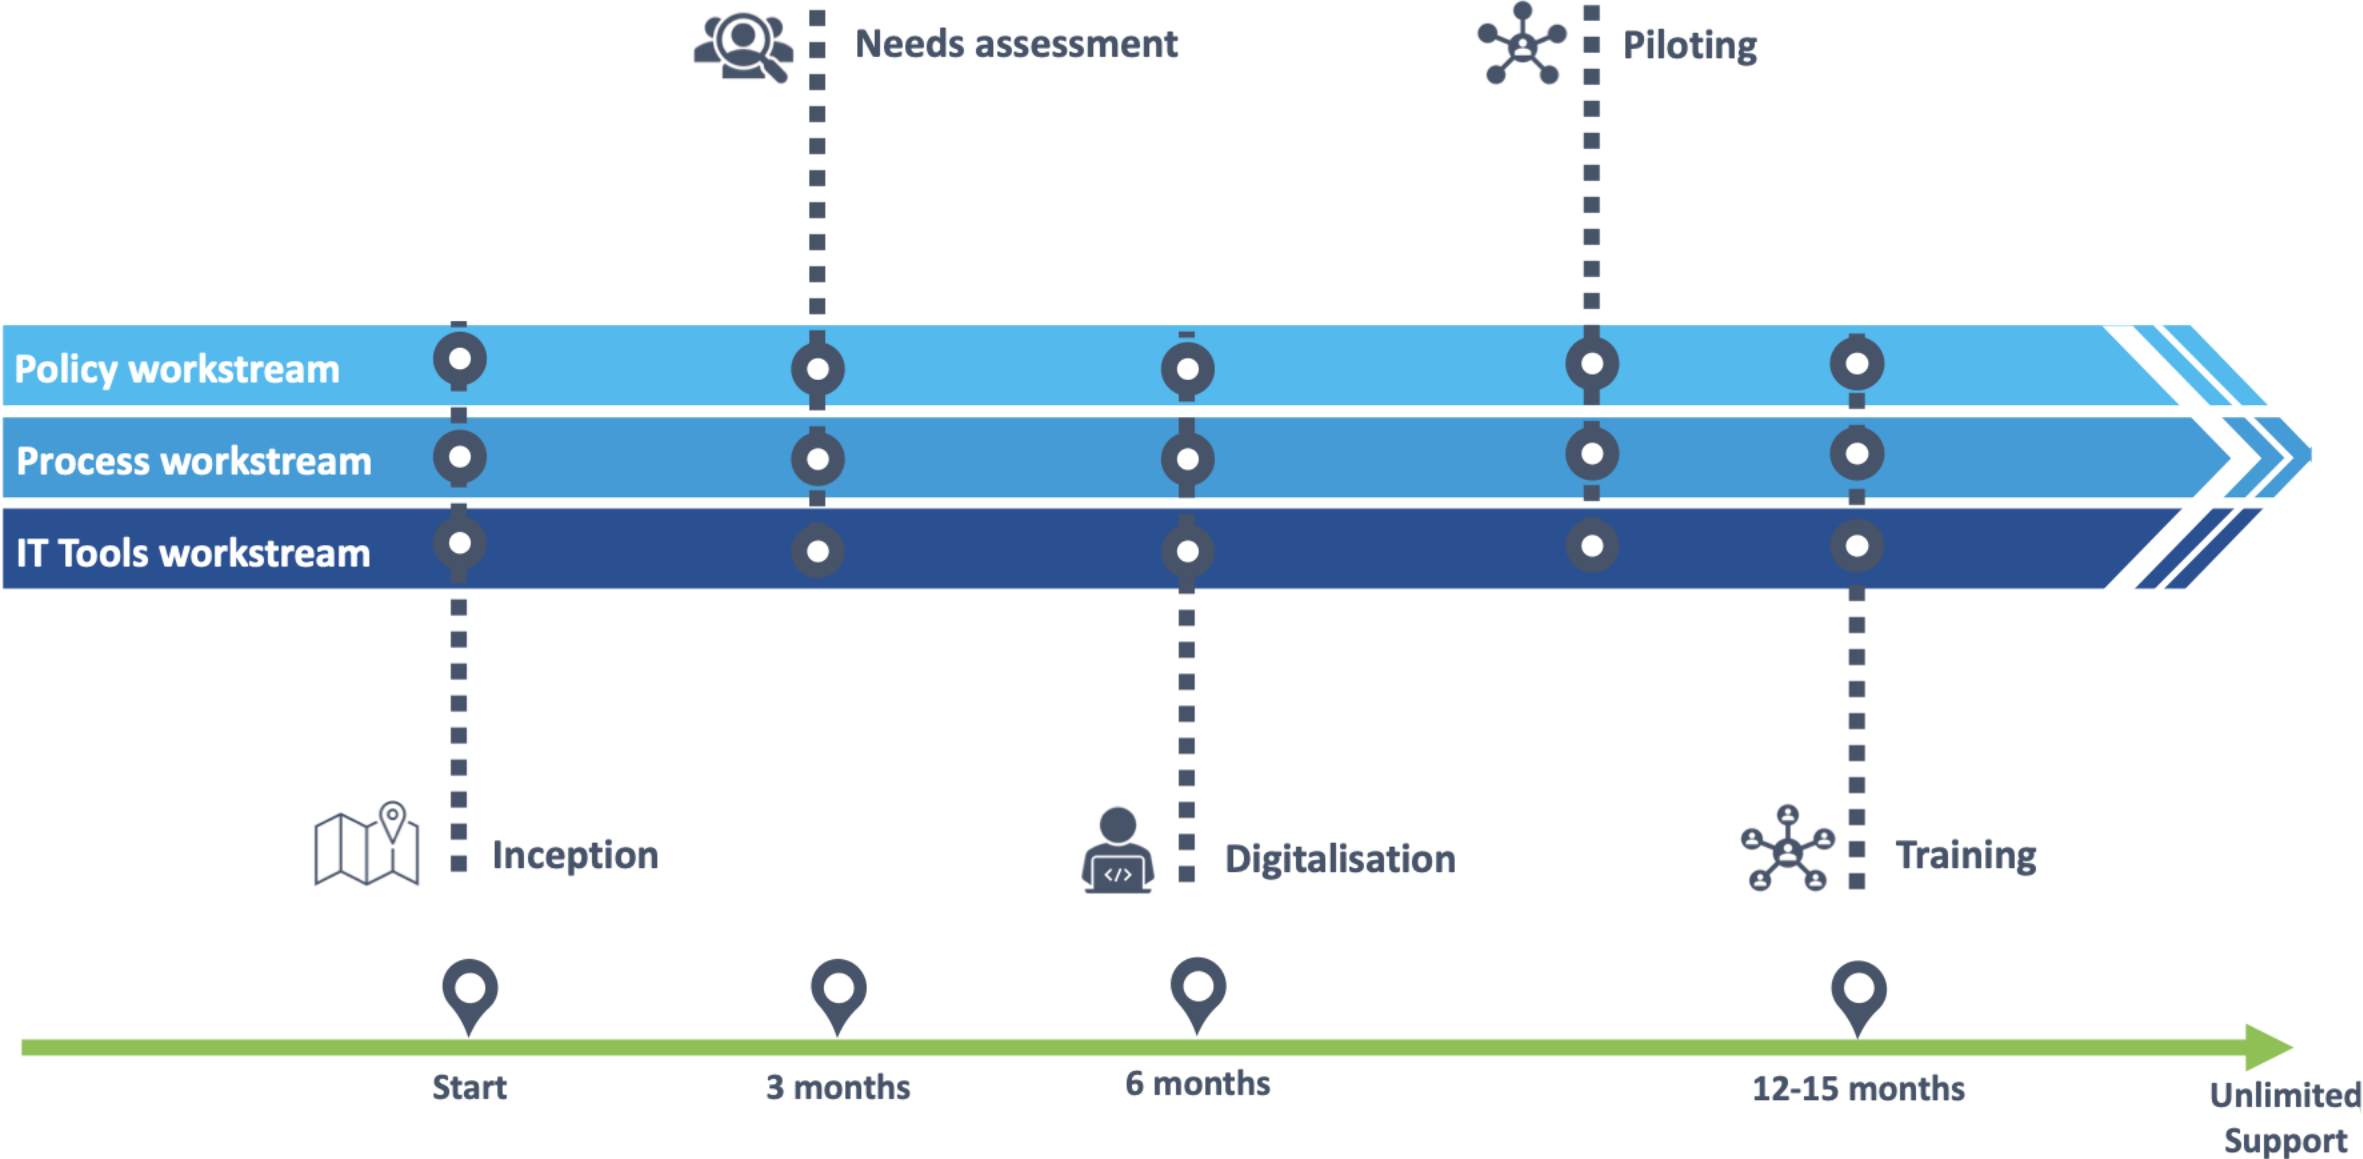 Needs assessment
Piloting
Policy workstream
Process workstream
IT Tools workstream
</>
Inception
Digitalisation
Training
Start
3 months
6 months
12-15 months
Unlimited
Support